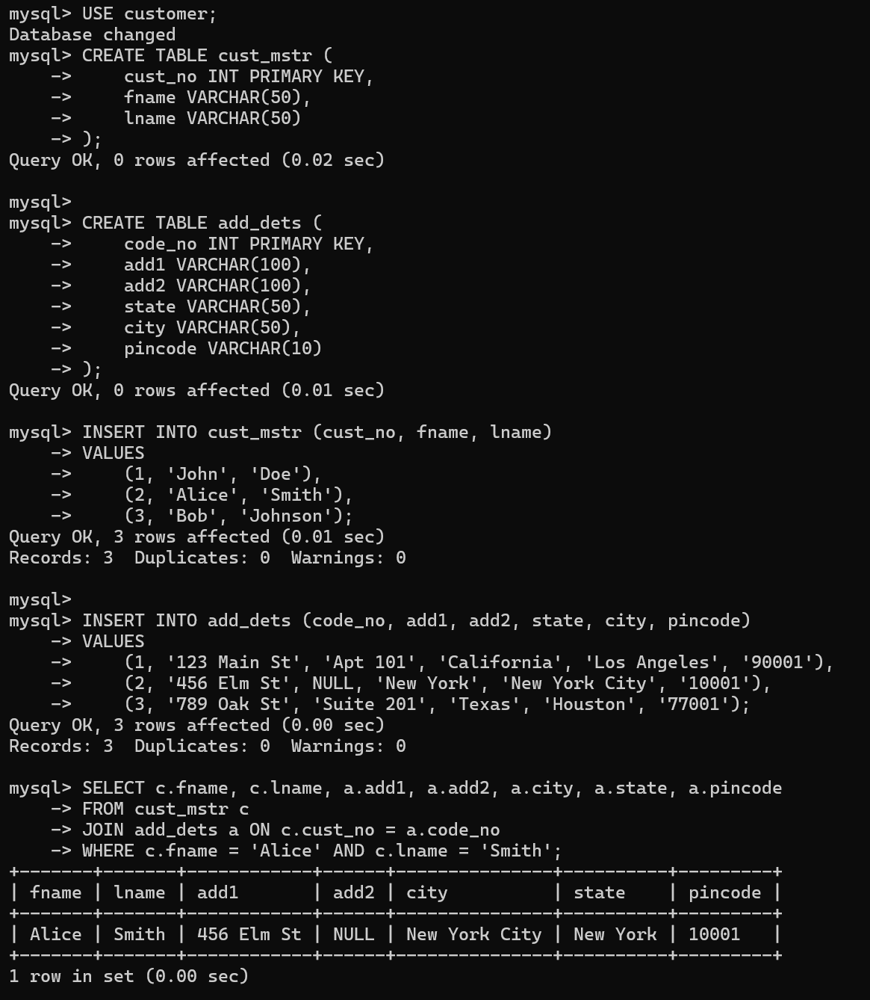 mysql> USE customer;
Database changed
mysql> CREATE TABLE cust_mstr (
    ->     cust_no INT PRIMARY KEY,
    ->     fname VARCHAR(50),
    ->     lname VARCHAR(50)
    -> );
Query OK, 0 rows affected (0.02 sec)

mysql>
mysql> CREATE TABLE add_dets (
    ->     code_no INT PRIMARY KEY,
    ->     add1 VARCHAR(100),
    ->     add2 VARCHAR(100),
    ->     state VARCHAR(50),
    ->     city VARCHAR(50),
    ->     pincode VARCHAR(10)
    -> );
Query OK, 0 rows affected (0.01 sec)

mysql> INSERT INTO cust_mstr (cust_no, fname, lname)
    -> VALUES
    ->     (1, 'John', 'Doe'),
    ->     (2, 'Alice', 'Smith'),
    ->     (3, 'Bob', 'Johnson');
Query OK, 3 rows affected (0.01 sec)
Records: 3  Duplicates: 0  Warnings: 0

mysql>
mysql> INSERT INTO add_dets (code_no, add1, add2, state, city, pincode)
    -> VALUES
    ->     (1, '123 Main St', 'Apt 101', 'California', 'Los Angeles', '90001'),
    ->     (2, '456 Elm St', NULL, 'New York', 'New York City', '10001'),
    ->     (3, '789 Oak St', 'Suite 201', 'Texas', 'Houston', '77001');
Query OK, 3 rows affected (0.00 sec)
Records: 3  Duplicates: 0  Warnings: 0

mysql> SELECT c.fname, c.lname, a.add1, a.add2, a.city, a.state, a.pincode
    -> FROM cust_mstr c
    -> JOIN add_dets a ON c.cust_no = a.code_no
    -> WHERE c.fname = 'Alice' AND c.lname = 'Smith';
+-------+-------+------------+------+---------------+----------+---------+
| fname | lname | add1       | add2 | city          | state    | pincode |
+-------+-------+------------+------+---------------+----------+---------+
| Alice | Smith | 456 Elm St | NULL | New York City | New York | 10001   |
+-------+-------+------------+------+---------------+----------+---------+
1 row in set (0.00 sec)